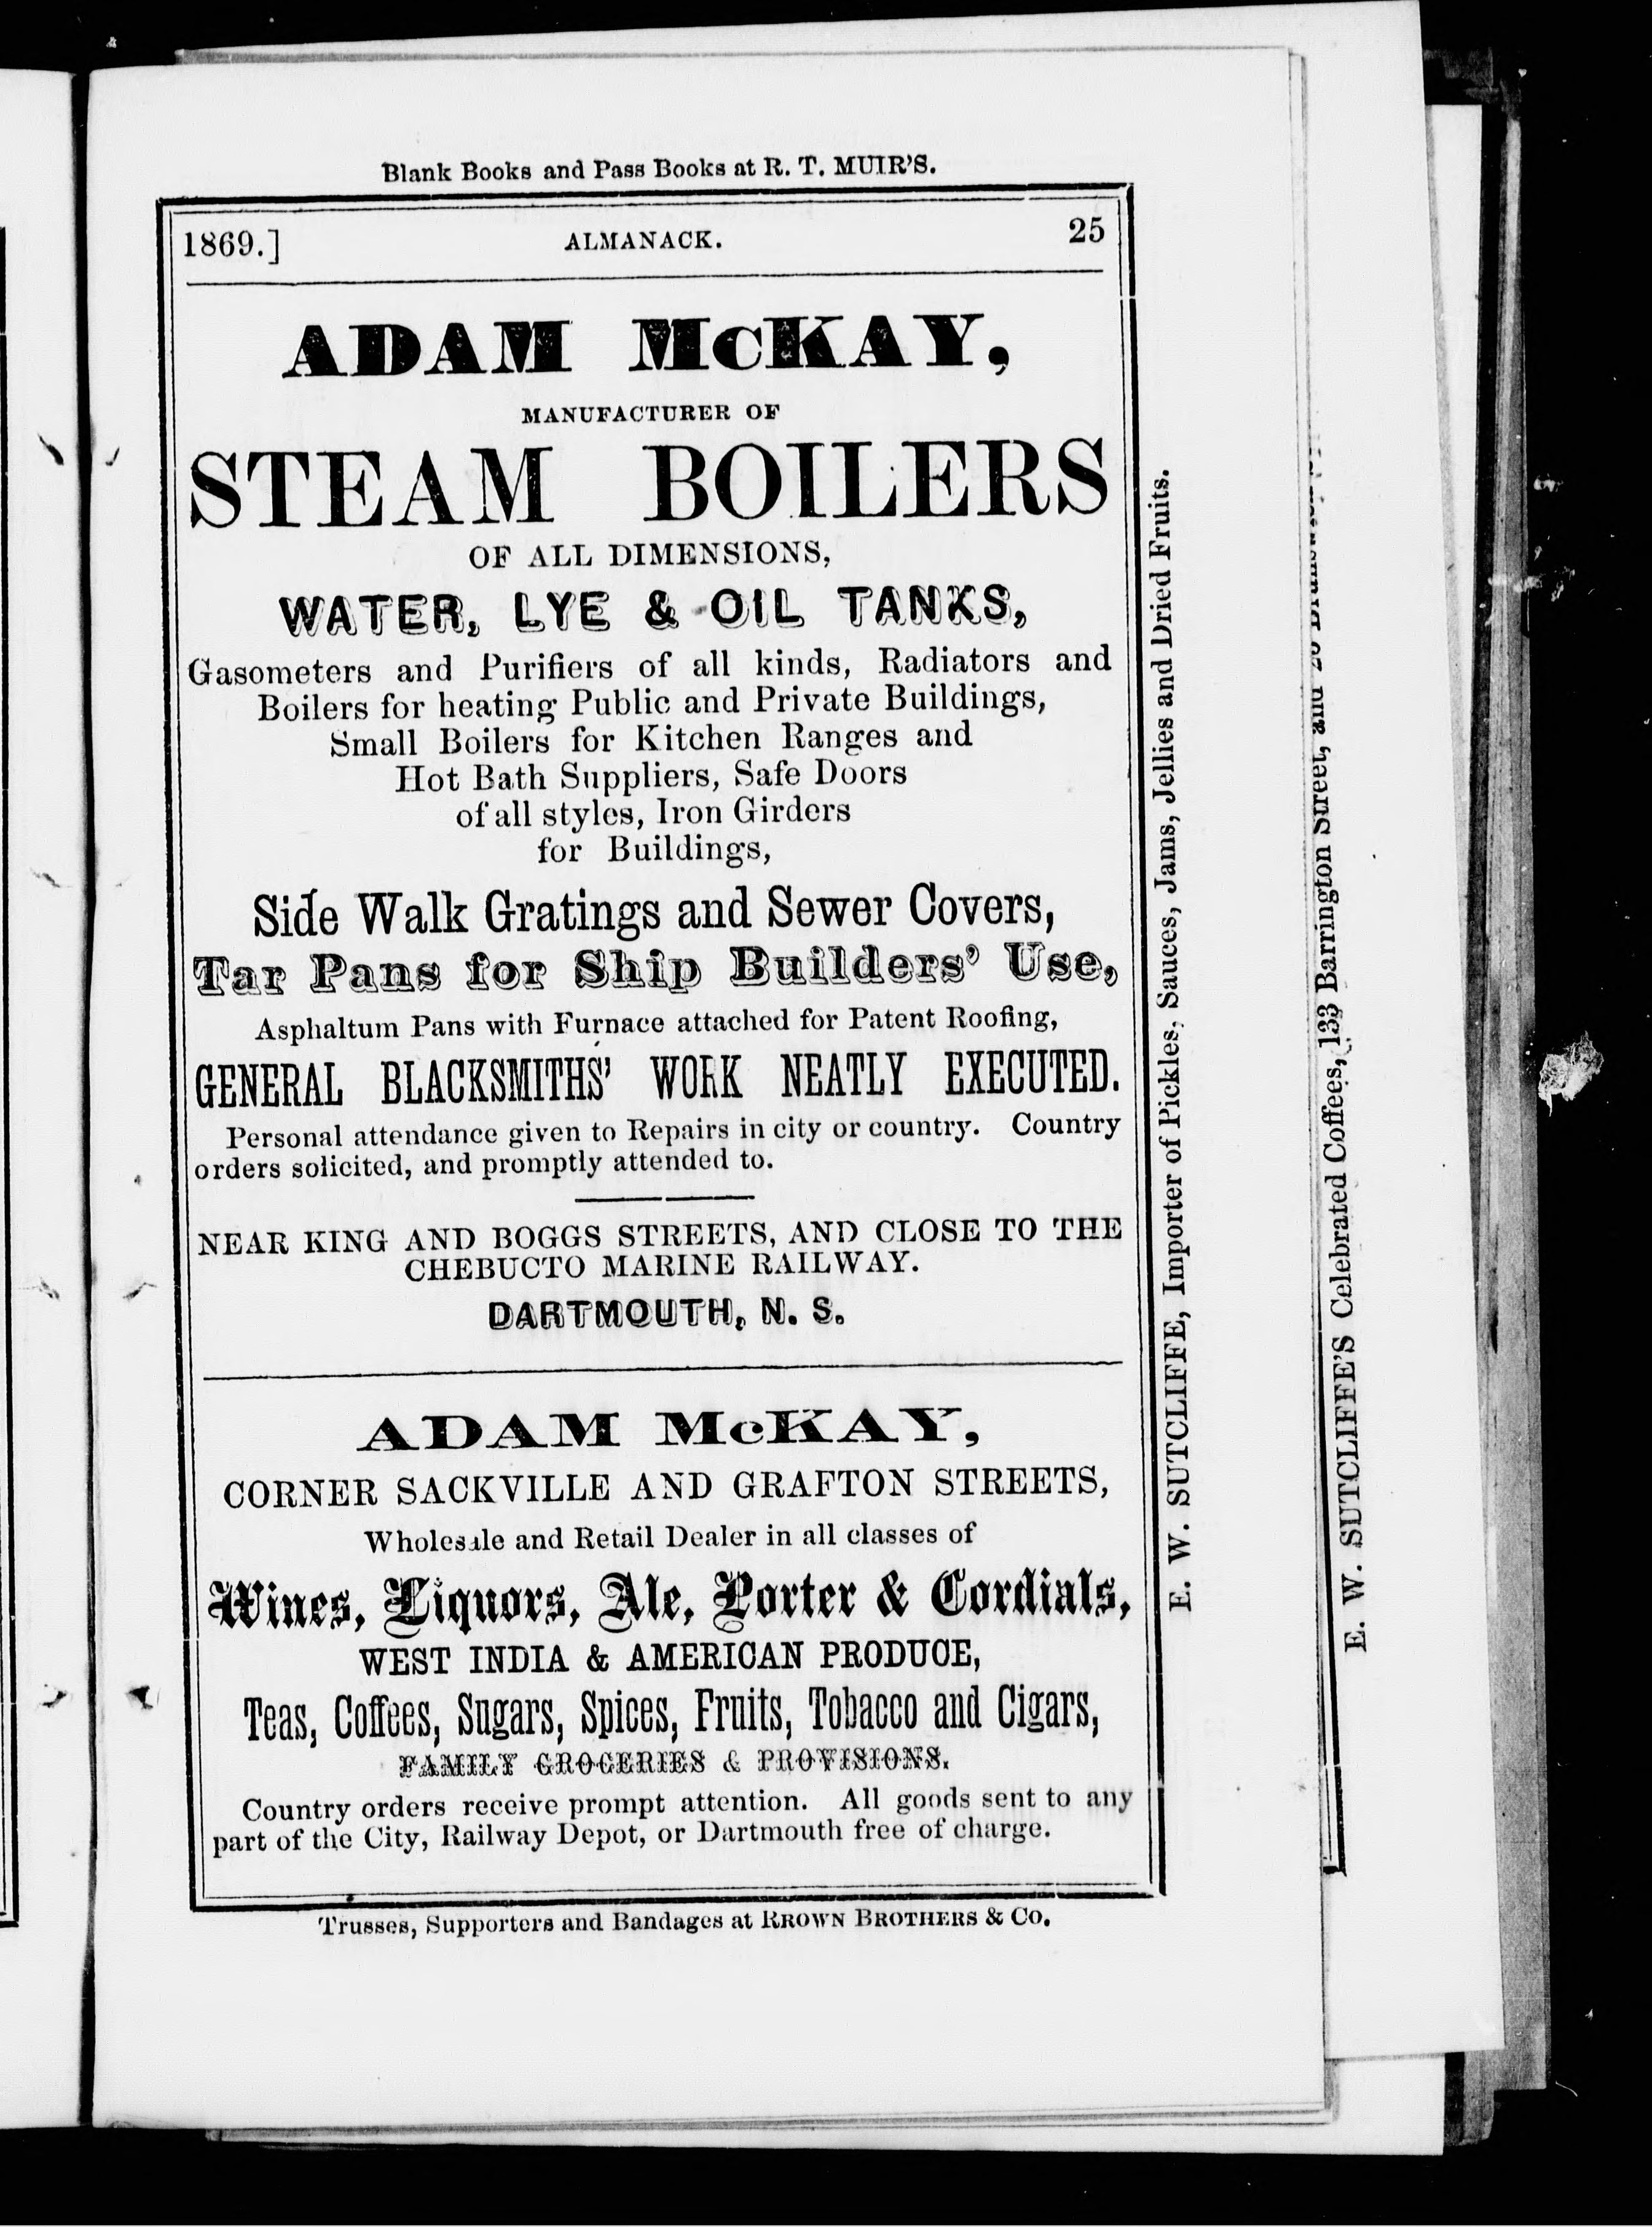 Blank Books and Pass Books at R. T. MUIR'S.
1869.] ALMANACK. 25
ADAM McKAY,
MANUFACTURER OF
STEAM BOILERS
OF ALL DIMENSIONS,
WATER, LYE & OIL TANKS,
Gasometers and Purifiers of all kinds, Radiators and
Boilers for heating Public and Private Buildings,
Small Boilers for Kitchen Ranges and
Hot Bath Suppliers, Safe Doors
of all styles, Iron Girders
for Buildings,
Side Walk Gratings and Sewer Covers,
Tar Pans for Ship Builders' Use,
Asphaltum Pans with Furnace attached for Patent Roofing,
GENERAL BLACKSMITHS' WORK NEATLY EXECUTED.
Personal attendance given to Repairs in city or country. Country
orders solicited, and promptly attended to.
NEAR KING AND BOGGS STREETS, AND CLOSE TO THE
CHEBUCTO MARINE RAILWAY.
DARTMOUTH, N. S.
ADAM McKAY,
CORNER SACKVILLE AND GRAFTON STREETS,
Wholesale and Retail Dealer in all classes of
Wines, Liquors, Ale, Porter & Cordials,
WEST INDIA & AMERICAN PRODUCE,
Teas, Coffees, Sugars, Spices, Fruits, Tobacco and Cigars,
FAMILY GROCERIES & PROVISIONS.
Country orders receive prompt attention. All goods sent to any
part of the City, Railway Depot, or Dartmouth free of charge.
Trusses, Supporters and Bandages at BROWN BROTHERS & CO.
E. W. SUTCLIFFE, Importer of Pickles, Sauces, Jams, Jellies and Dried Fruits.
E. W. SUTCLIFFE'S Celebrated Coffees, 133 Barrington Street, and